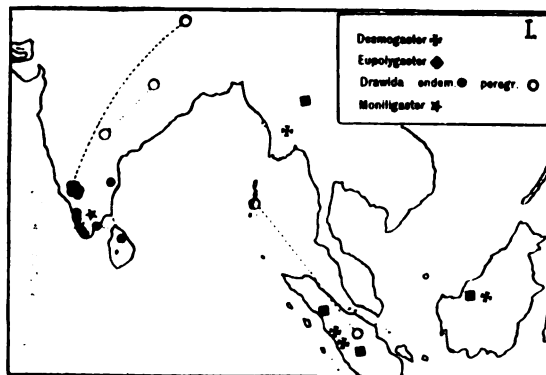 I.
Desmogaster
Eupolygaster
Drawida endem. peregr.
Moniligaster